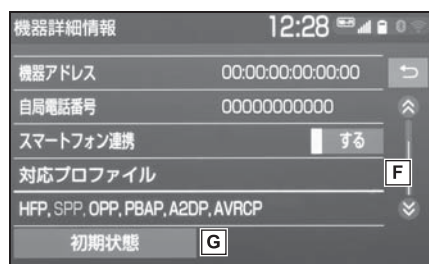 機器詳細情報 12:28
機器アドレス 00:00:00:00:00:00
自局電話番号 00000000000
スマートフォン連携 する
対応プロファイル
F
HFP, SPP, OPP, PBAP, A2DP, AVRCP
初期状態 G